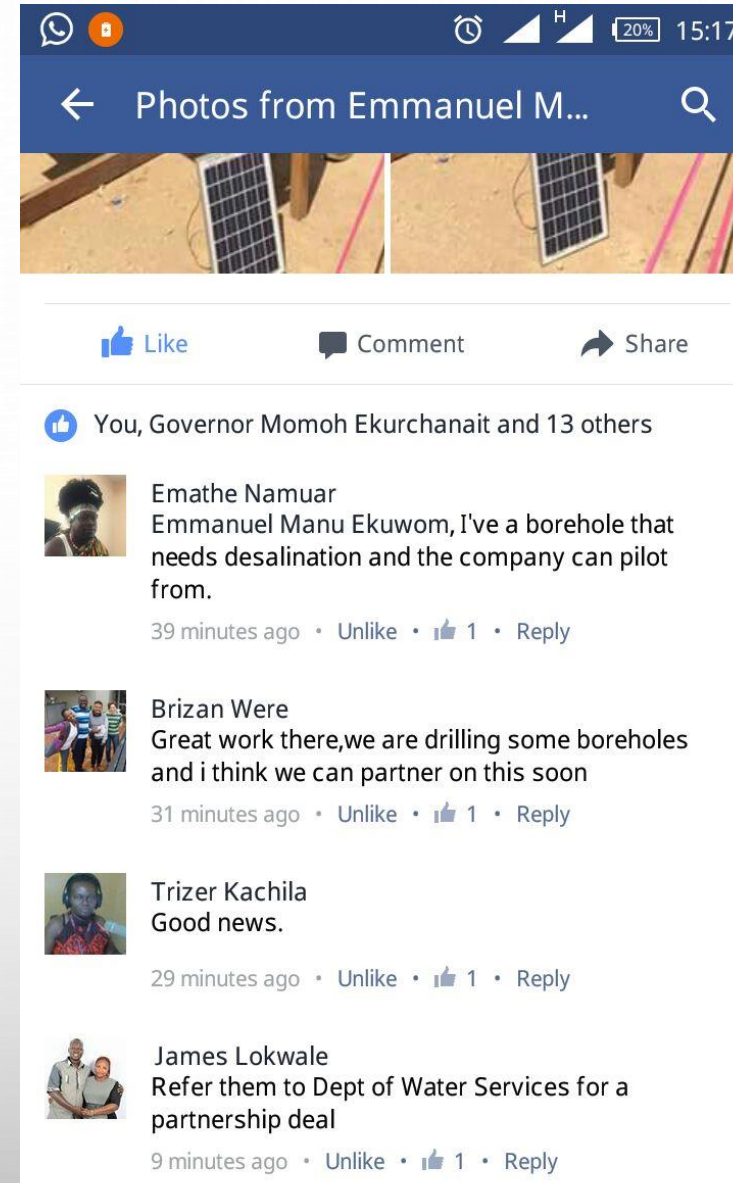 H 20% 15:17
Photos from Emmanuel M...
Like Comment Share
You, Governor Momoh Ekurchanait and 13 others
Emathe Namuar
Emmanuel Manu Ekuwom, I've a borehole that
needs desalination and the company can pilot
from.
39 minutes ago • Unlike • 1 • Reply
Brizan Were
Great work there,we are drilling some boreholes
and i think we can partner on this soon
31 minutes ago • Unlike • 1 • Reply
Trizer Kachila
Good news.
29 minutes ago • Unlike • 1 • Reply
James Lokwale
Refer them to Dept of Water Services for a
partnership deal
9 minutes ago • Unlike • 1 • Reply